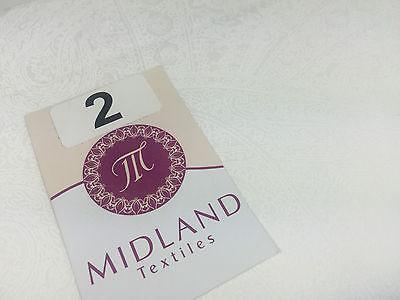 2
M
MIDLAND
Textiles